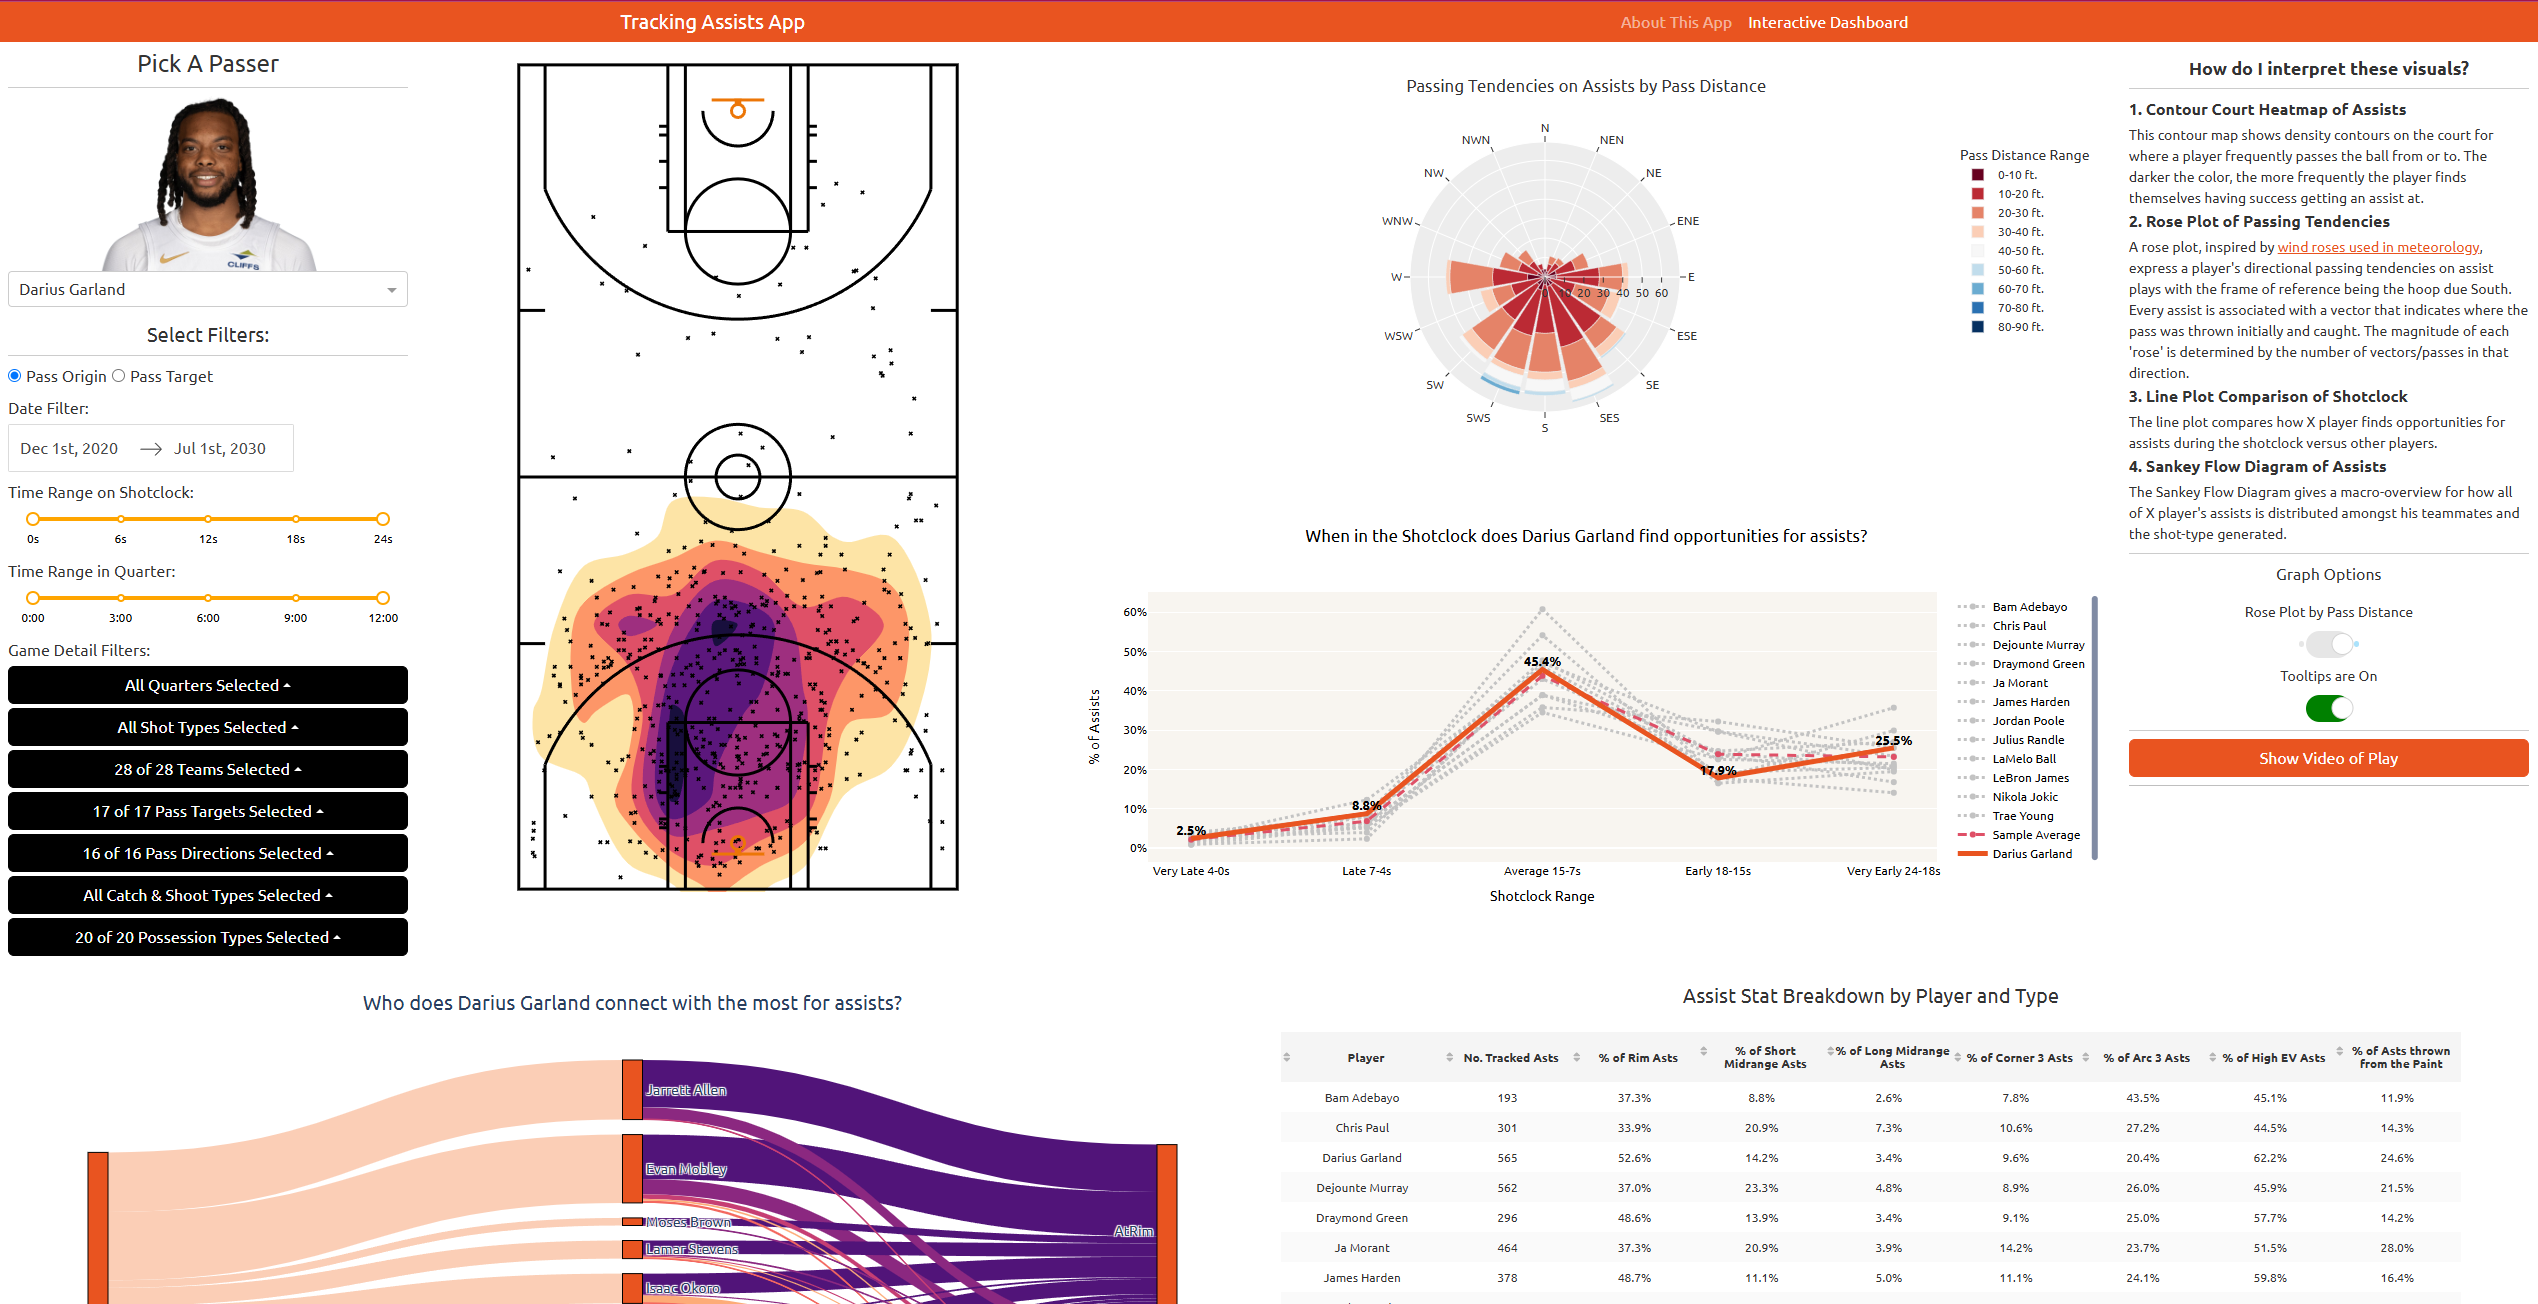 Tracking Assists App
About This App
Interactive Dashboard
Pick A Passer
CLIFFS
Darius Garland
Select Filters:
Pass Origin
Pass Target
Date Filter:
Dec 1st, 2020
Jul 1st, 2030
Time Range on Shotclock:
0s 6s 12s 18s 24s
Time Range in Quarter:
0:00 3:00 6:00 9:00 12:00
Game Detail Filters:
All Quarters Selected
All Shot Types Selected
28 of 28 Teams Selected
17 of 17 Pass Targets Selected
16 of 16 Pass Directions Selected
All Catch & Shoot Types Selected
20 of 20 Possession Types Selected
Passing Tendencies on Assists by Pass Distance
N
NEN
NE
ENE
E
ESE
SE
SES
S
SWS
SW
WSW
W
WNW
NW
NWN
0 10 20 30 40 50 60
Pass Distance Range
0-10 ft.
10-20 ft.
20-30 ft.
30-40 ft.
40-50 ft.
50-60 ft.
60-70 ft.
70-80 ft.
80-90 ft.
When in the Shotclock does Darius Garland find opportunities for assists?
% of Assists
60%
50%
40%
30%
20%
10%
0%
2.5%
8.8%
45.4%
17.9%
25.5%
Very Late 4-0s
Late 7-4s
Average 15-7s
Early 18-15s
Very Early 24-18s
Shotclock Range
Bam Adebayo
Chris Paul
Dejounte Murray
Draymond Green
Ja Morant
James Harden
Jordan Poole
Julius Randle
LaMelo Ball
LeBron James
Nikola Jokic
Trae Young
Sample Average
Darius Garland
How do I interpret these visuals?
1. Contour Court Heatmap of Assists
This contour map shows density contours on the court for
where a player frequently passes the ball from or to. The
darker the color, the more frequently the player finds
themselves having success getting an assist at.
2. Rose Plot of Passing Tendencies
A rose plot, inspired by wind roses used in meteorology,
express a player's directional passing tendencies on assist
plays with the frame of reference being the hoop due South.
Every assist is associated with a vector that indicates where the
pass was thrown initially and caught. The magnitude of each
'rose' is determined by the number of vectors/passes in that
direction.
3. Line Plot Comparison of Shotclock
The line plot compares how X player finds opportunities for
assists during the shotclock versus other players.
4. Sankey Flow Diagram of Assists
The Sankey Flow Diagram gives a macro-overview for how all
of X player's assists is distributed amongst his teammates and
the shot-type generated.
Graph Options
Rose Plot by Pass Distance
Tooltips are On
Show Video of Play
Who does Darius Garland connect with the most for assists?
Jarrett Allen
Evan Mobley
Moses Brown
Lamar Stevens
Isaac Okoro
AtRim
Assist Stat Breakdown by Player and Type
Player No. Tracked Asts % of Rim Asts % of Short Midrange Asts % of Long Midrange Asts % of Corner 3 Asts % of Arc 3 Asts % of High EV Asts % of Asts thrown from the Paint
Bam Adebayo 193 37.3% 8.8% 2.6% 7.8% 43.5% 45.1% 11.9%
Chris Paul 301 33.9% 20.9% 7.3% 10.6% 27.2% 44.5% 14.3%
Darius Garland 565 52.6% 14.2% 3.4% 9.6% 20.4% 62.2% 24.6%
Dejounte Murray 562 37.0% 23.3% 4.8% 8.9% 26.0% 45.9% 21.5%
Draymond Green 296 48.6% 13.9% 3.4% 9.1% 25.0% 57.7% 14.2%
Ja Morant 464 37.3% 20.9% 3.9% 14.2% 23.7% 51.5% 28.0%
James Harden 378 48.7% 11.1% 5.0% 11.1% 24.1% 59.8% 16.4%